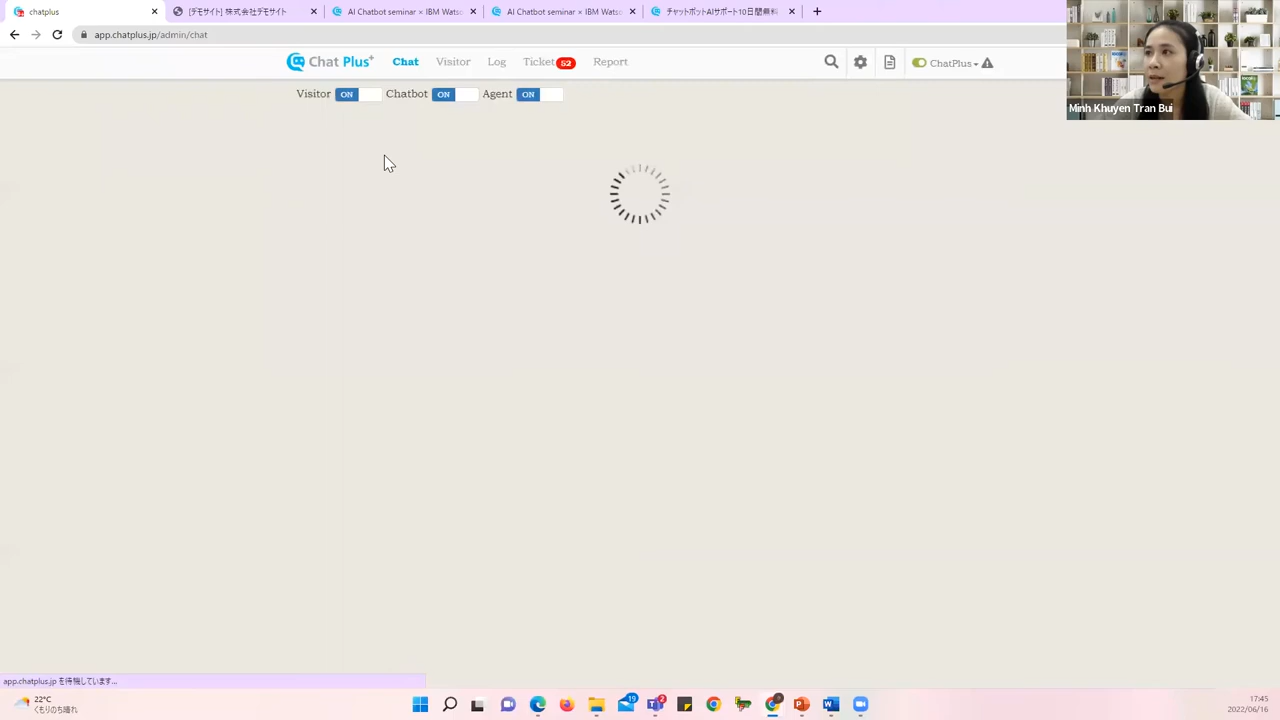 chatplus
[デモサイト] 株式会社デモサイト
AI Chatbot seminar × IBM Wats
AI Chatbot seminar × IBM Wats
チャットボットAIサポート10日間無料
app.chatplus.jp/admin/chat
Chat Plus+
Chat
Visitor
Log
Ticket 52
Report
ChatPlus
Visitor ON Chatbot ON Agent ON
Minh Khuyen Tran Bui
app.chatplus.jp を待機しています...
22°C
くもりのち晴れ
19
2
17:45
2022/06/16